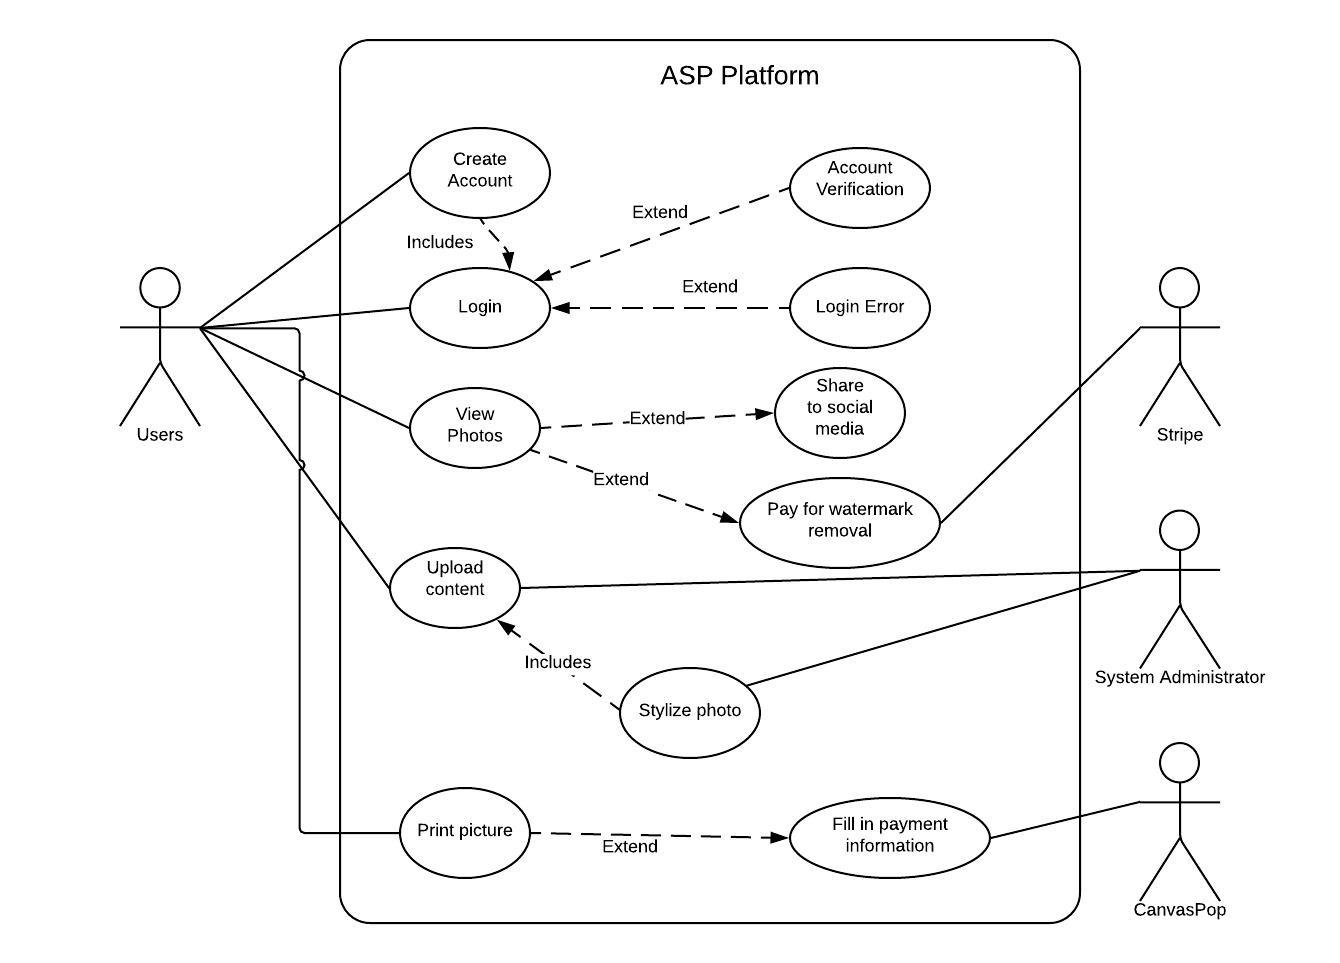 ASP Platform
Create
Account
Account
Verification
Extend
Includes
Login
Extend
Login Error
Users
View
Photos
Extend
Share
to social
media
Stripe
Extend
Pay for watermark
removal
Upload
content
Includes
Stylize photo
System Administrator
Print picture
Extend
Fill in payment
information
CanvasPop